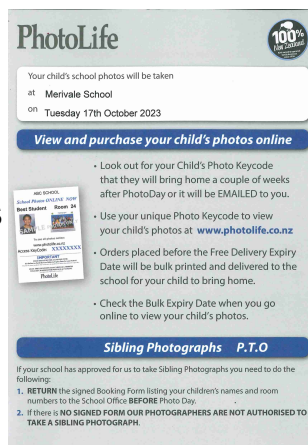 PhotoLife
100%
New Zealand
Your child's school photos will be taken
at Merivale School
on Tuesday 17th October 2023
View and purchase your child's photos online
• Look out for your Child's Photo Keycode
that they will bring home a couple of weeks
after PhotoDay or it will be EMAILED to you.
• Use your unique Photo Keycode to view
your child's photos at www.photolife.co.nz
• Orders placed before the Free Delivery Expiry
Date will be bulk printed and delivered to the
school for your child to bring home.
• Check the Bulk Expiry Date when you go
online to view your child's photos.
ABC SCHOOL
School Photos ONLINE NOW
Best Student Room 24
www.photolife.co.nz
Access KeyCode: XXXXXXXX
IMPORTANT
PhotoLife
Sibling Photographs P.T.O
If your school has approved for us to take Sibling Photographs you need to do the
following:
1. RETURN the signed Booking Form listing your children's names and room
numbers to the School Office BEFORE Photo Day.
2. If there is NO SIGNED FORM OUR PHOTOGRAPHERS ARE NOT AUTHORISED TO
TAKE A SIBLING PHOTOGRAPH.